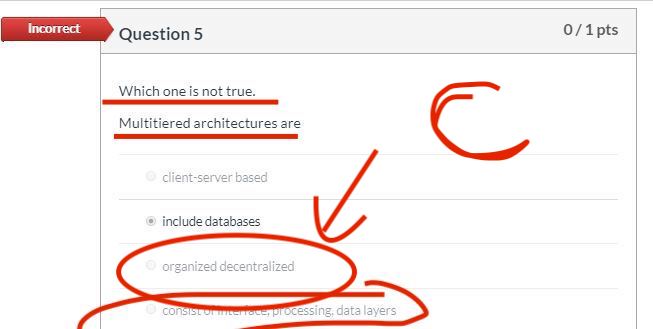 Incorrect
Question 5
0 / 1 pts
Which one is not true.
Multitiered architectures are
C
client-server based
include databases
organized decentralized
consist of interface, processing, data layers